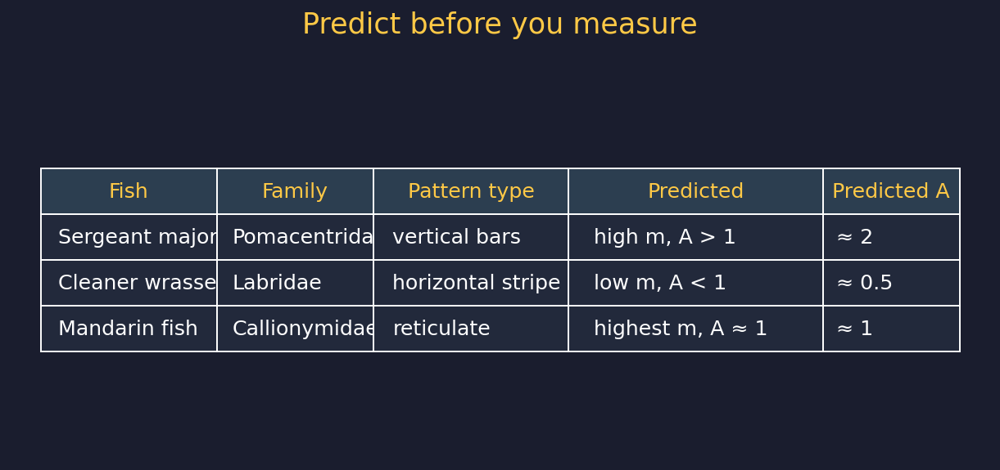 Predict before you measure
Fish Family Pattern type Predicted Predicted A
Sergeant major Pomacentrida vertical bars high m, A > 1 ≈ 2
Cleaner wrasse Labridae horizontal stripe low m, A < 1 ≈ 0.5
Mandarin fish Callionymidae reticulate highest m, A ≈ 1 ≈ 1